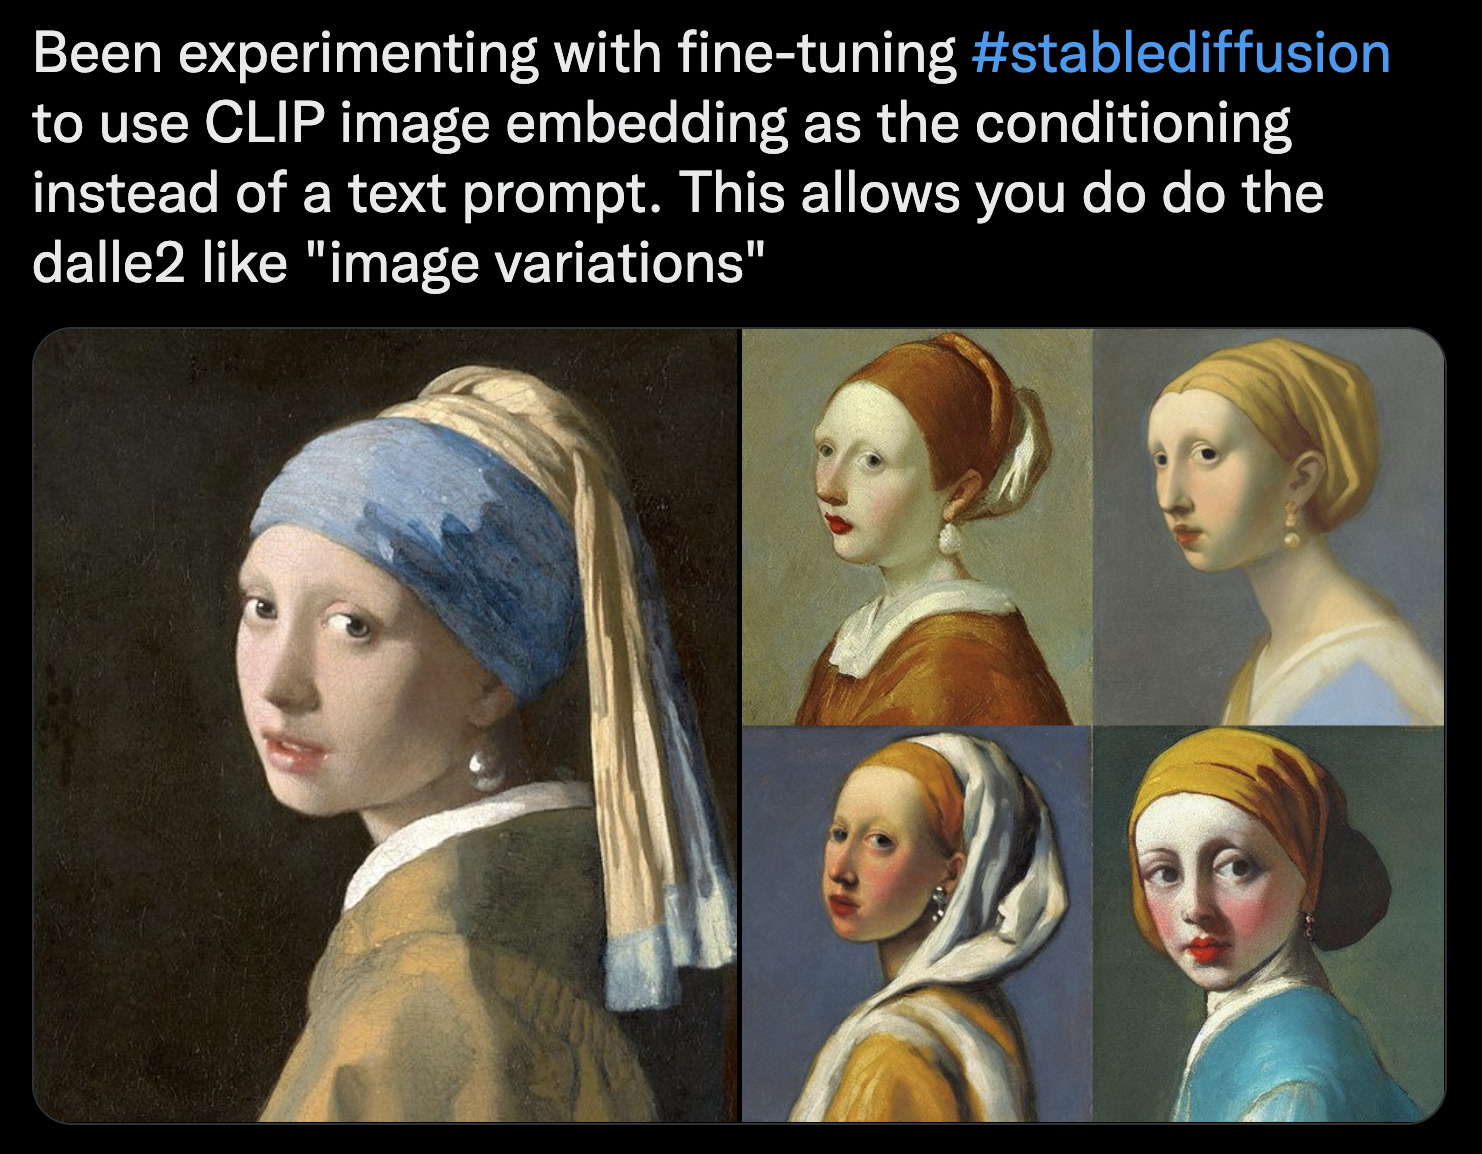 Been experimenting with fine-tuning #stablediffusion
to use CLIP image embedding as the conditioning
instead of a text prompt. This allows you do do the
dalle2 like "image variations"